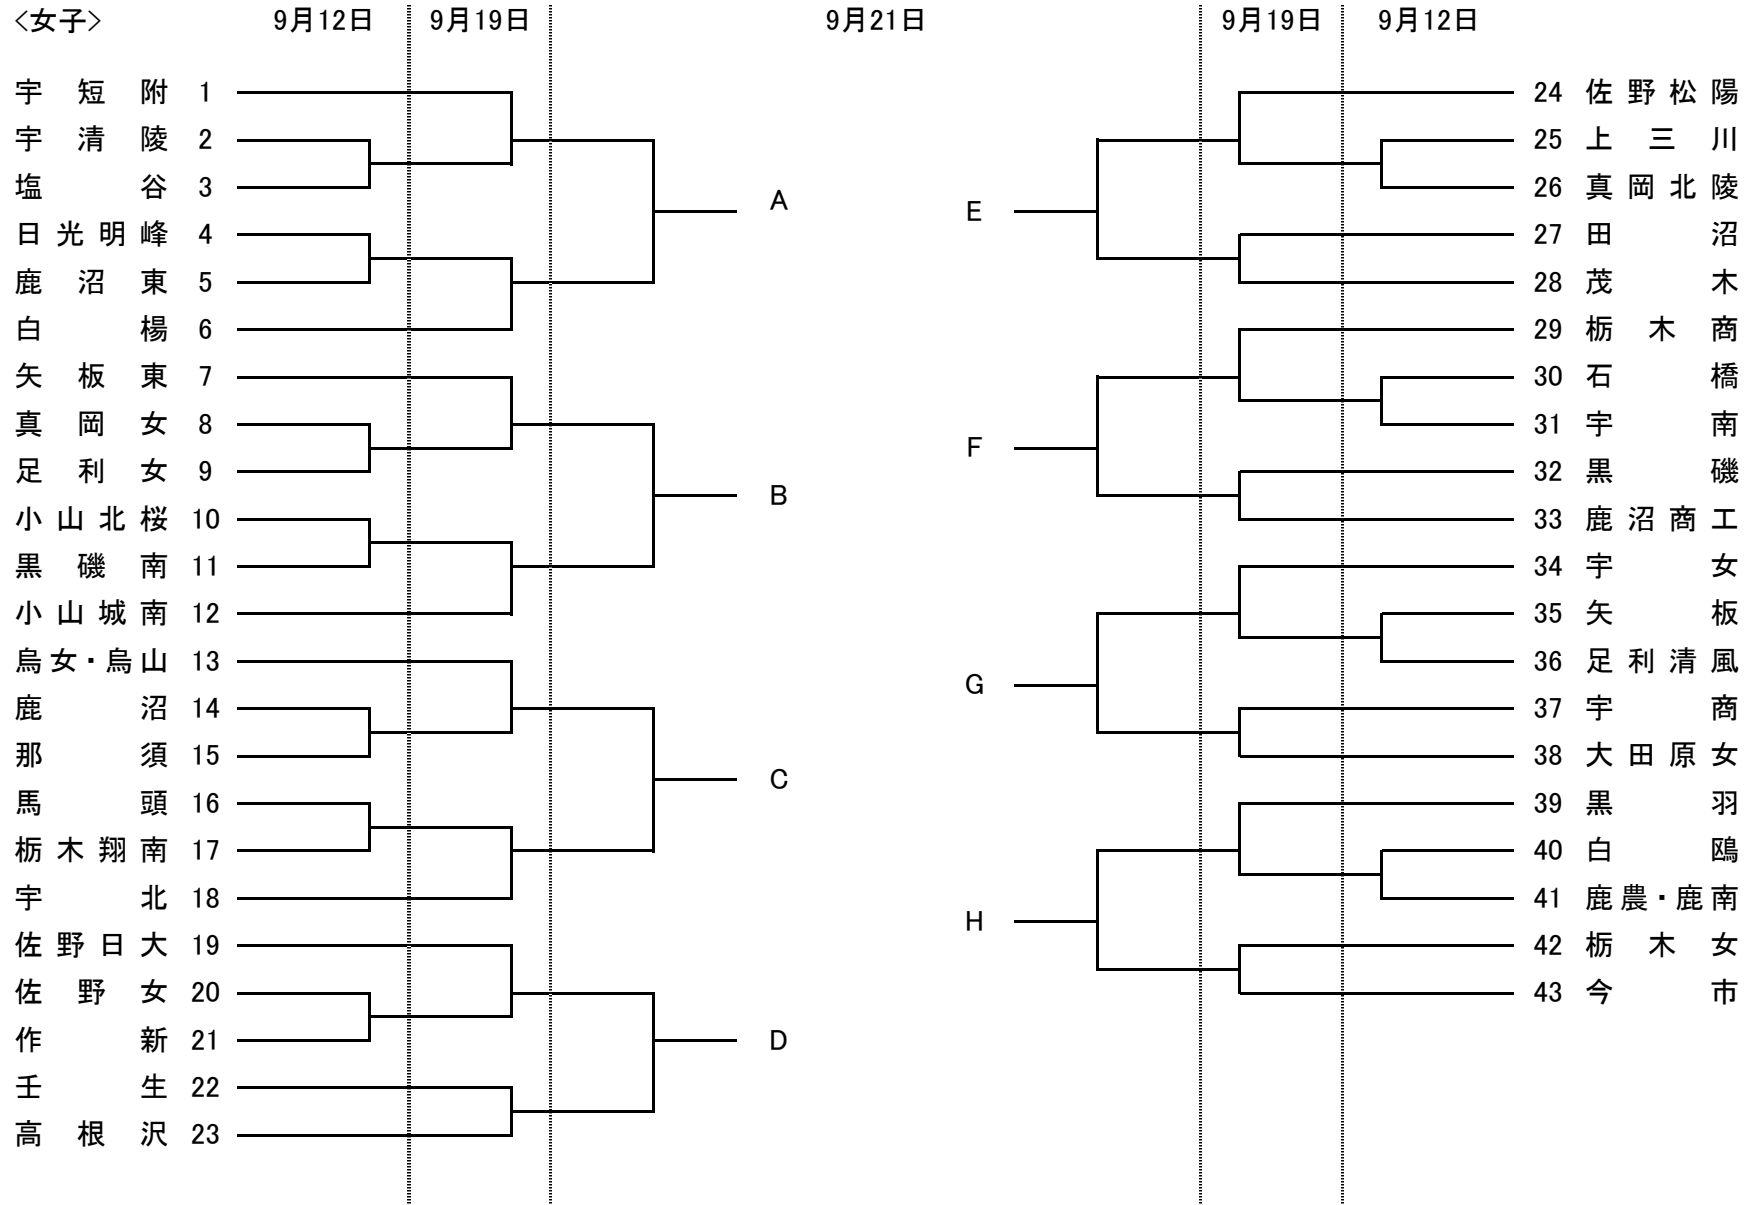 <女子> 9月12日 9月19日 9月21日 9月19日 9月12日
宇短附 1 24 佐野松陽
宇清陵 2 25 上三川
塩谷 3 26 真岡北陵
A E
日光明峰 4 27 田沼
鹿沼東 5 28 茂木
白楊 6 29 栃木商
矢板東 7 30 石橋
真岡女 8 31 宇南
F
足利女 9 32 黒磯
B
小山北桜 10 33 鹿沼商工
黒磯南 11 34 宇女
小山城南 12 35 矢板
烏女・烏山 13 36 足利清風
G
鹿沼 14 37 宇商
那須 15 38 大田原女
C
馬頭 16 39 黒羽
栃木翔南 17 40 白鴎
宇北 18 41 鹿農・鹿南
H
佐野日大 19 42 栃木女
佐野女 20 43 今市
作新 21 D
壬生 22
高根沢 23